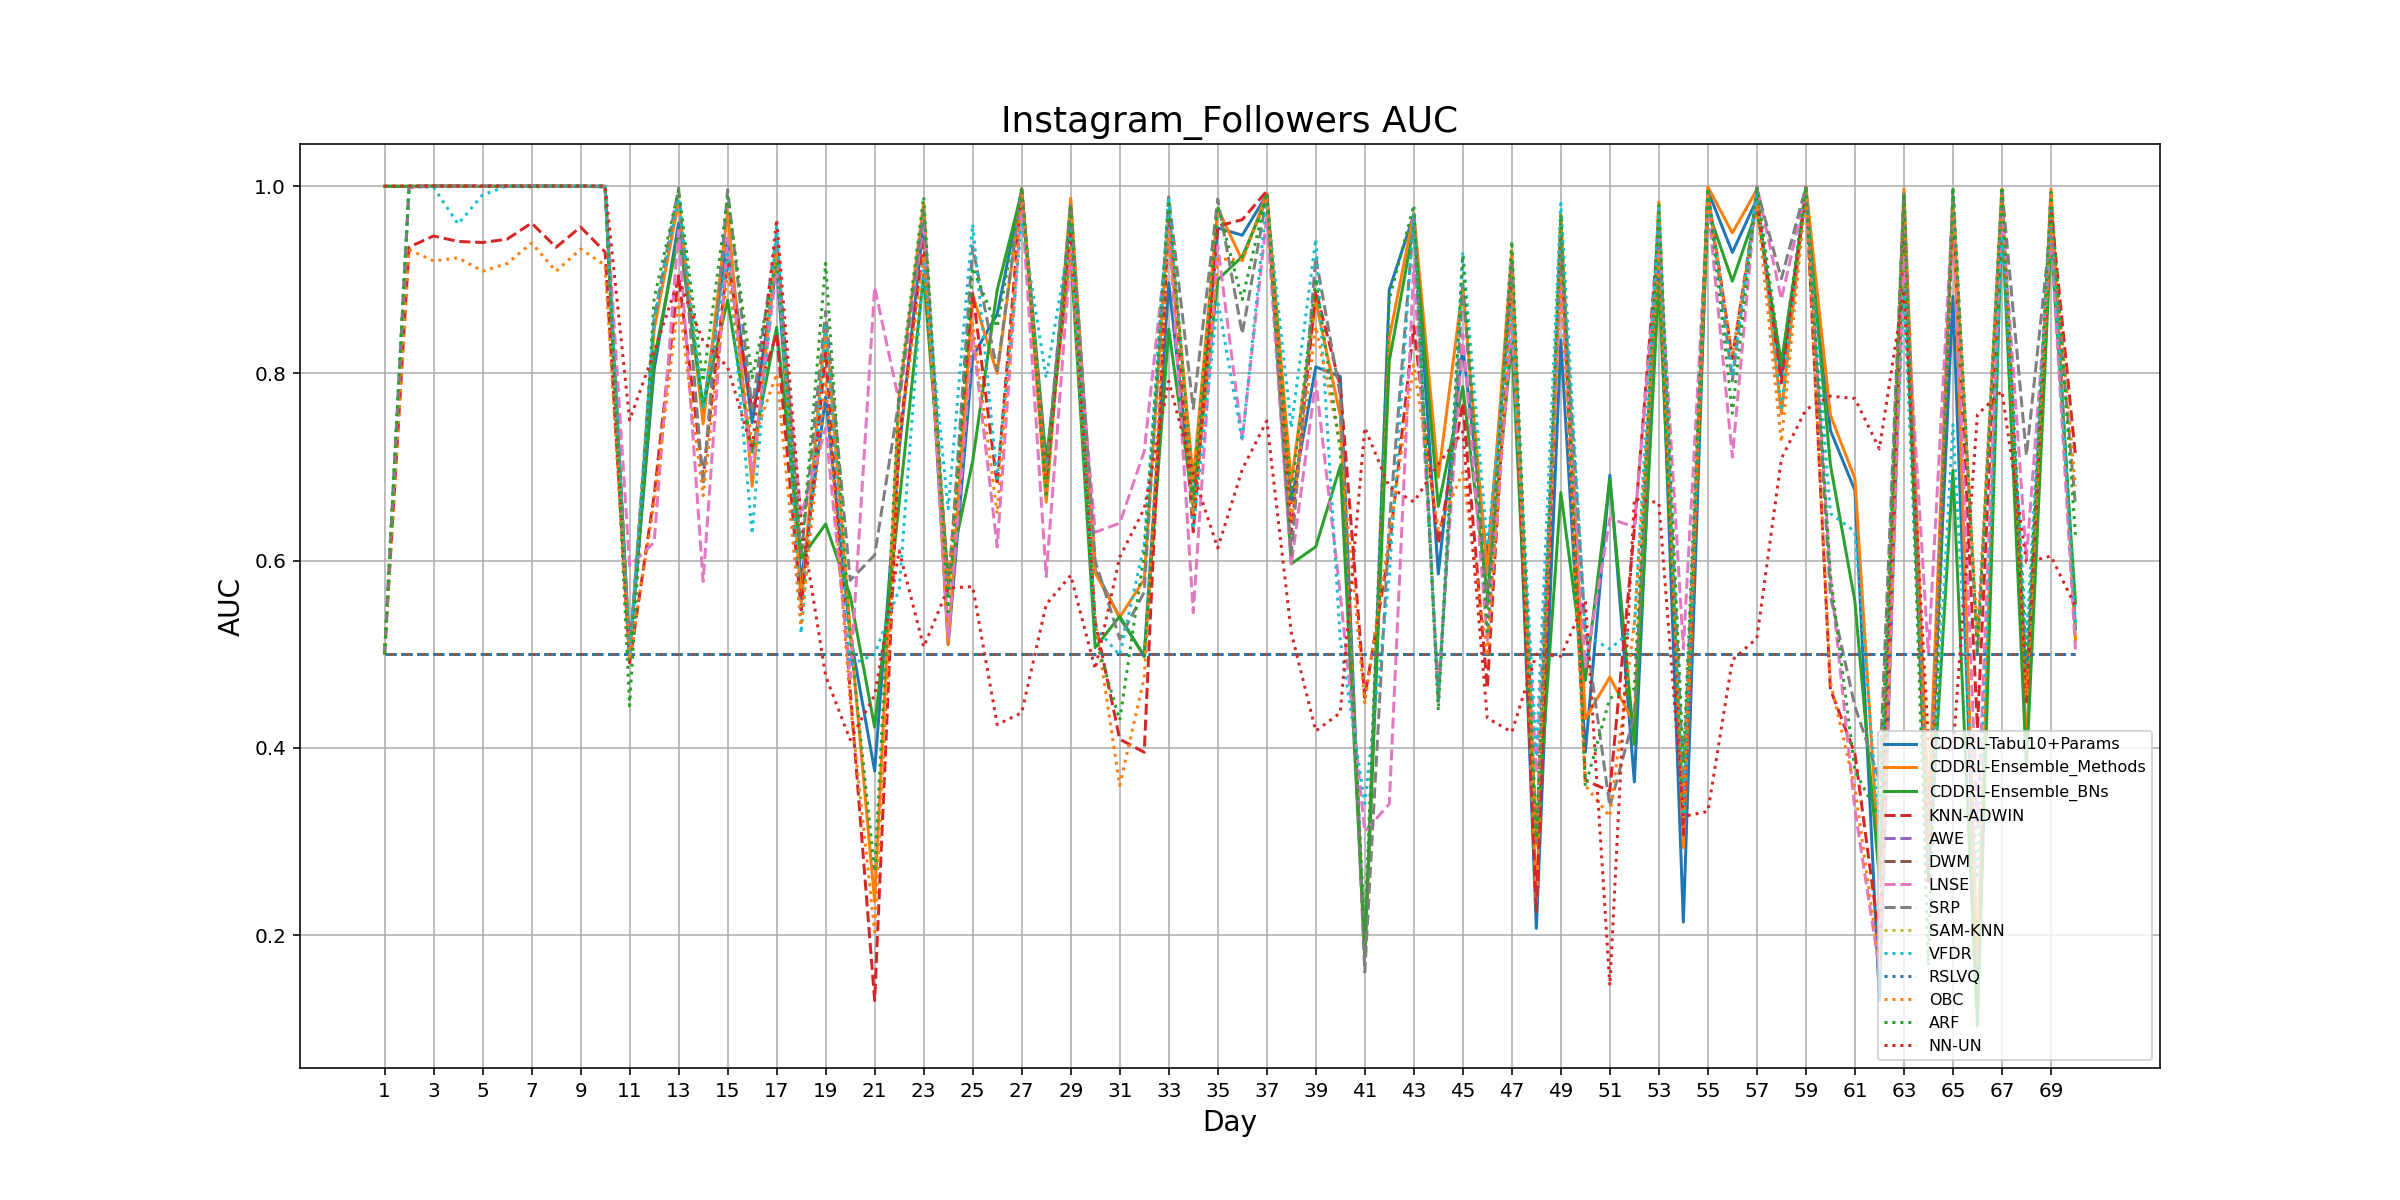 Instagram_Followers AUC
AUC
1.0
0.8
0.6
0.4
0.2
CDDRL-Tabu10+Params
CDDRL-Ensemble_Methods
CDDRL-Ensemble_BNs
KNN-ADWIN
AWE
DWM
LNSE
SRP
SAM-KNN
VFDR
RSLVQ
OBC
ARF
NN-UN
1 3 5 7 9 11 13 15 17 19 21 23 25 27 29 31 33 35 37 39 41 43 45 47 49 51 53 55 57 59 61 63 65 67 69
Day